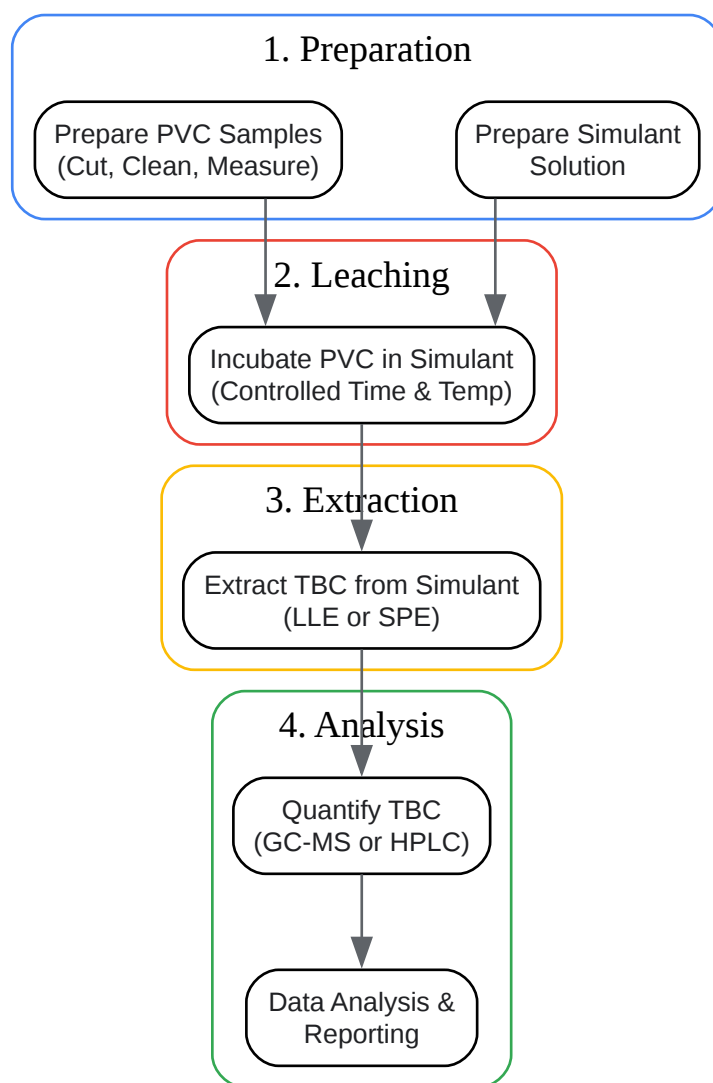 1. Preparation
Prepare PVC Samples
(Cut, Clean, Measure)
Prepare Simulant
Solution
2. Leaching
Incubate PVC in Simulant
(Controlled Time & Temp)
3. Extraction
Extract TBC from Simulant
(LLE or SPE)
4. Analysis
Quantify TBC
(GC-MS or HPLC)
Data Analysis &
Reporting